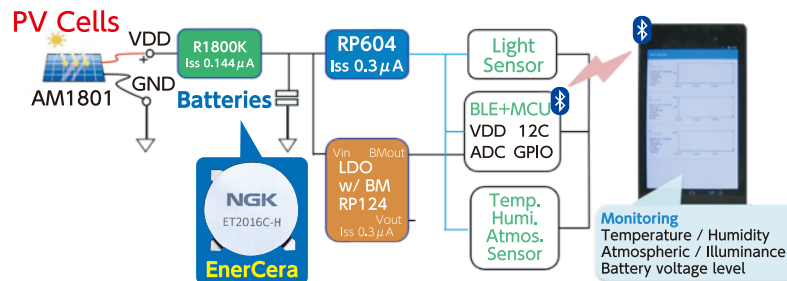 PV Cells
VDD
+
GND
AM1801
R1800K
Iss 0.144μA
Batteries
NGK
ET2016C-H
EnerCera
RP604
Iss 0.3μA
Vin BMout
LDO
w/ BM
RP124
Vout
Iss 0.3μA
Light
Sensor
BLE+MCU
VDD 12C
ADC GPIO
Temp.
Humi.
Atmos.
Sensor
Monitoring
Temperature / Humidity
Atmospheric / Illuminance
Battery voltage level